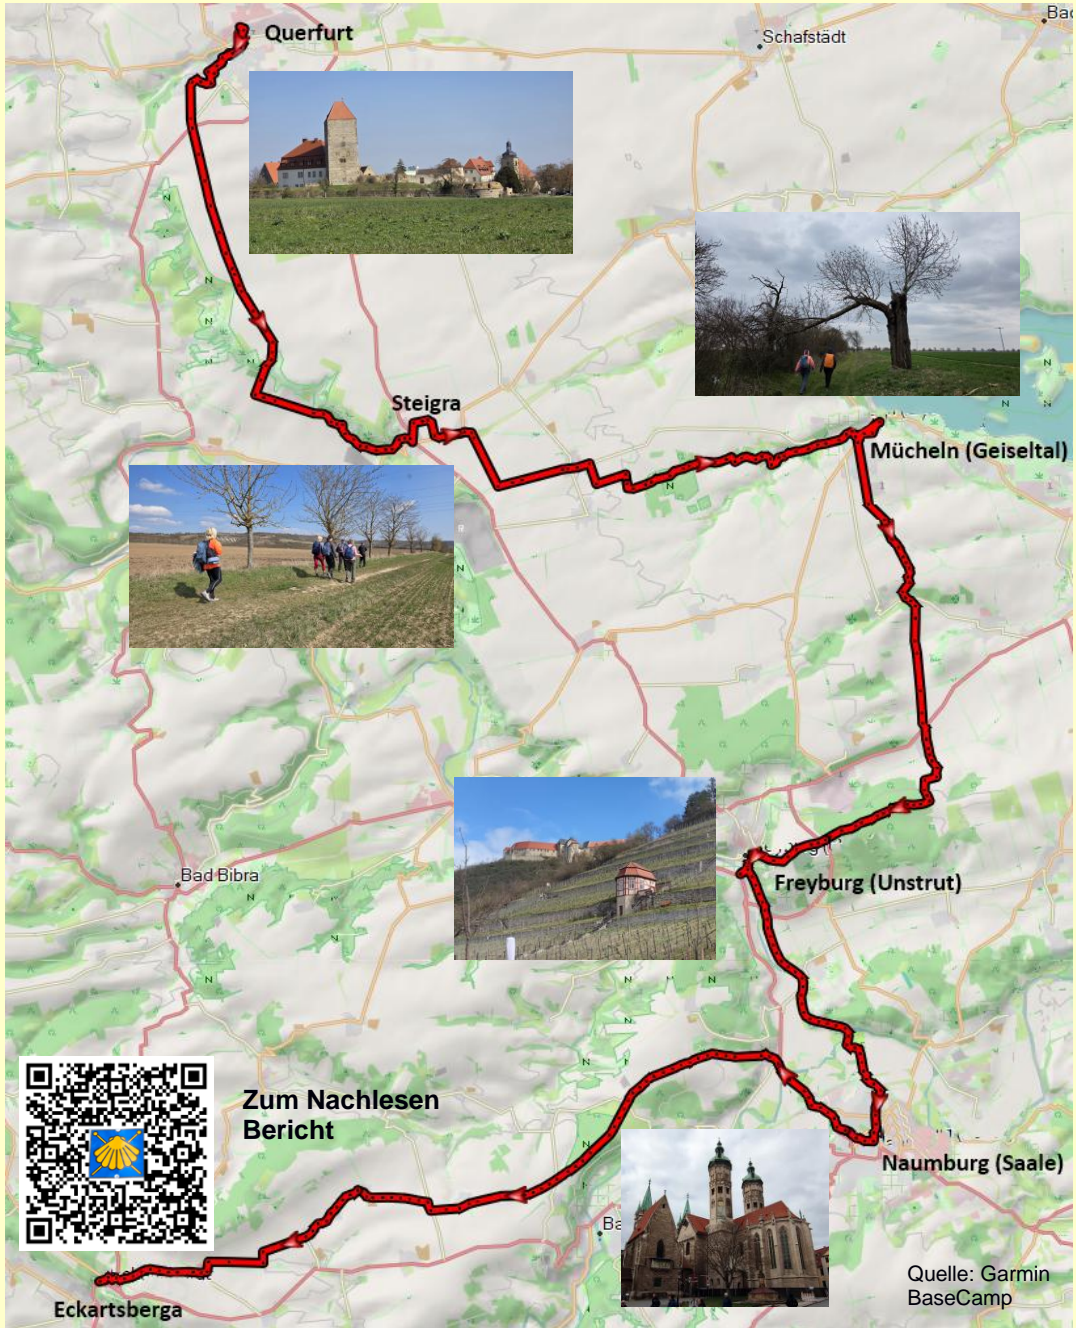 Querfurt
Schafstädt
Steigra
Mücheln (Geiseltal)
Bad Bibra
Freyburg (Unstrut)
Zum Nachlesen
Bericht
Naumburg (Saale)
Eckartsberga
Quelle: Garmin
BaseCamp